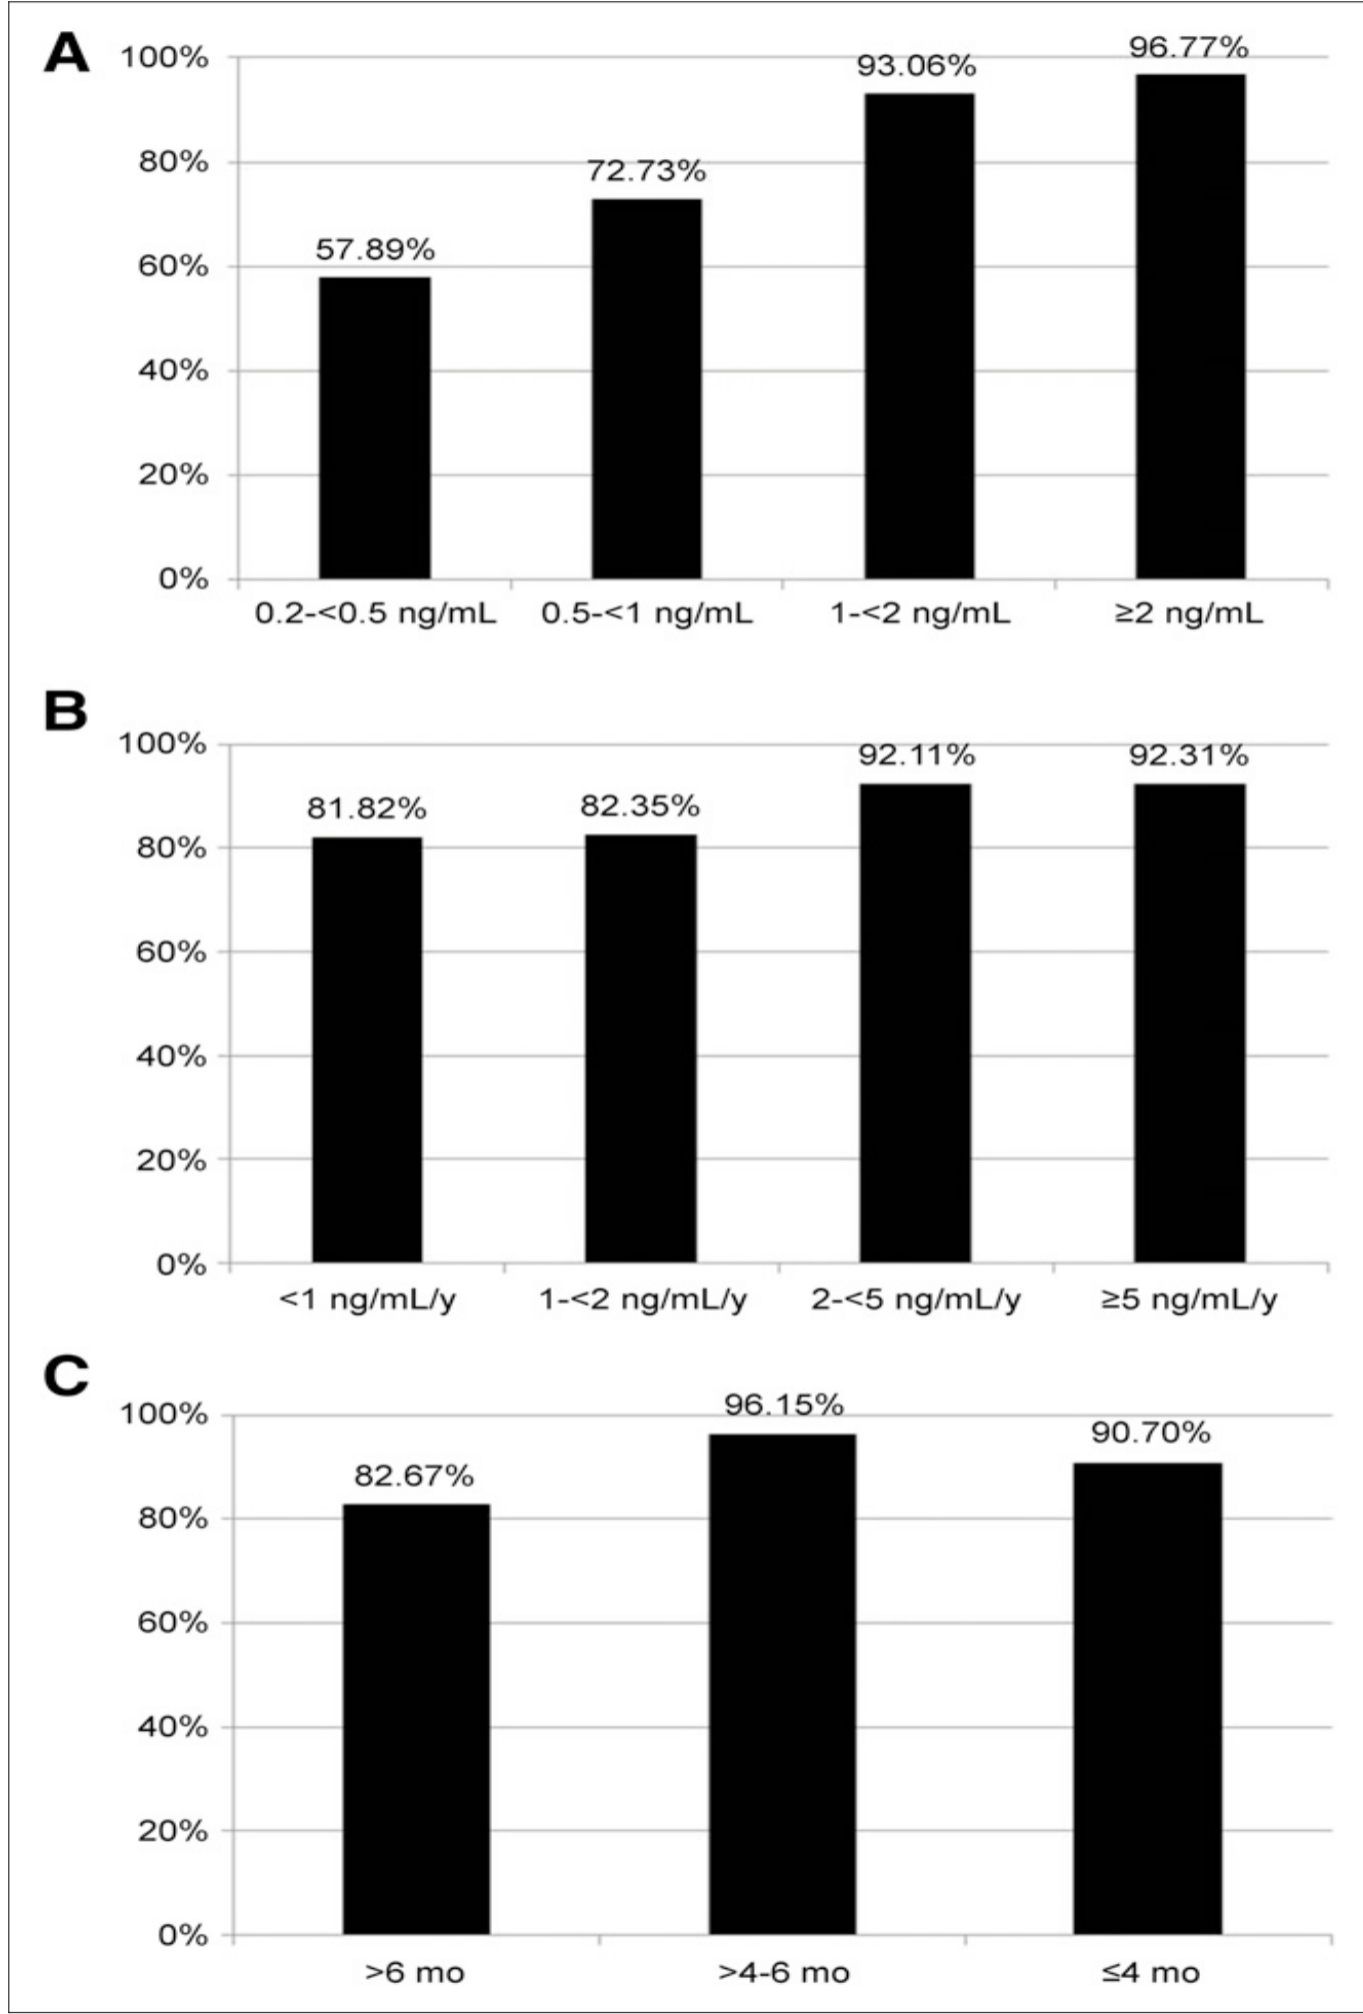 A
100%
80%
60%
40%
20%
0%
57.89%
72.73%
93.06%
96.77%
0.2-<0.5 ng/mL
0.5-<1 ng/mL
1-<2 ng/mL
≥2 ng/mL
B
100%
80%
60%
40%
20%
0%
81.82%
82.35%
92.11%
92.31%
<1 ng/mL/y
1-<2 ng/mL/y
2-<5 ng/mL/y
≥5 ng/mL/y
C
100%
80%
60%
40%
20%
0%
82.67%
96.15%
90.70%
>6 mo
>4-6 mo
≤4 mo